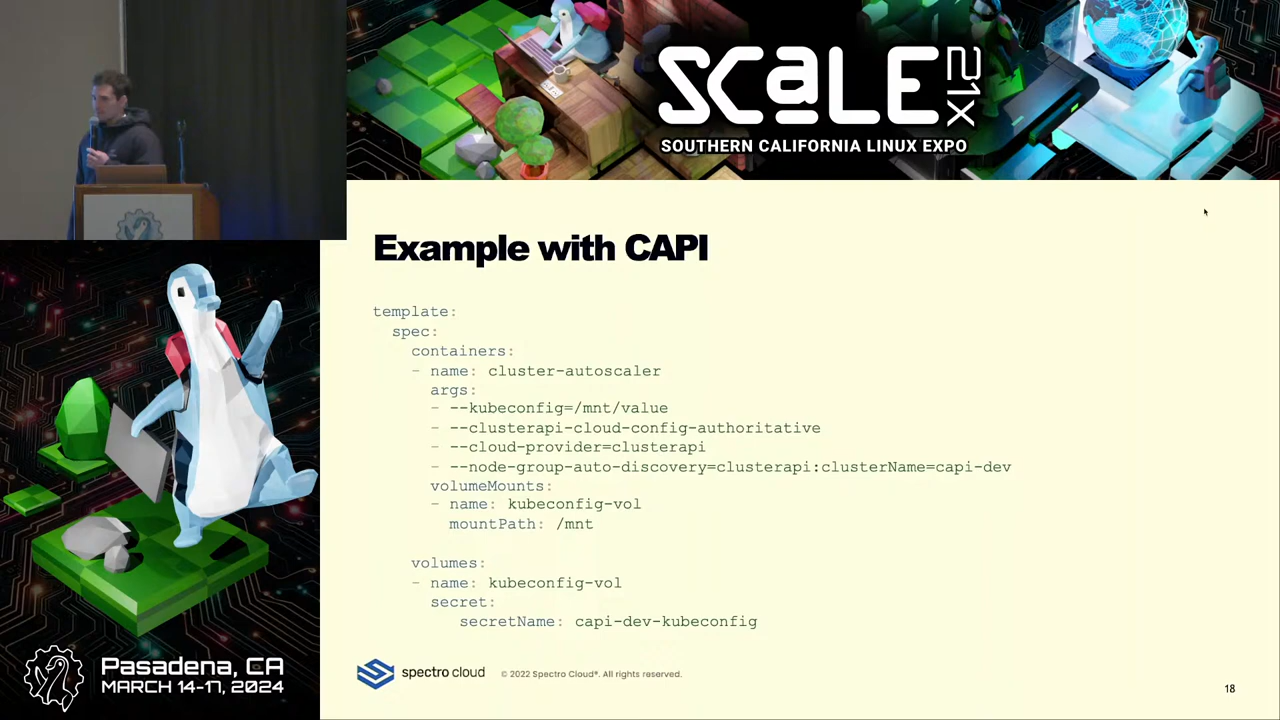 SCaLE 21X
SOUTHERN CALIFORNIA LINUX EXPO
Example with CAPI
template:
spec:
containers:
- name: cluster-autoscaler
args:
- --kubeconfig=/mnt/value
- --clusterapi-cloud-config-authoritative
- --cloud-provider=clusterapi
- --node-group-auto-discovery=clusterapi:clusterName=capi-dev
volumeMounts:
- name: kubeconfig-vol
mountPath: /mnt
volumes:
- name: kubeconfig-vol
secret:
secretName: capi-dev-kubeconfig
Pasadena, CA
MARCH 14-17, 2024
spectro cloud
© 2022 Spectro Cloud®. All rights reserved.
18